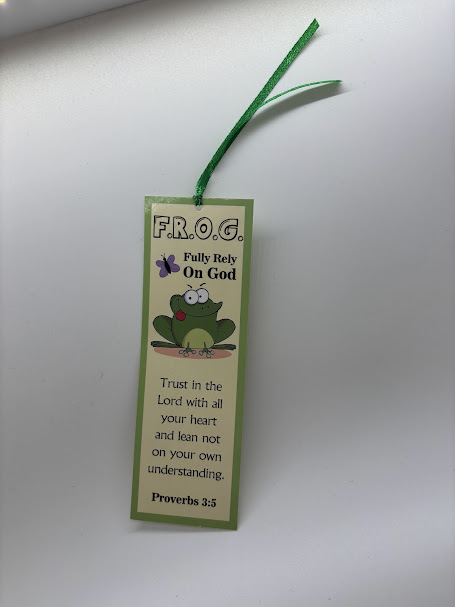 F.R.O.G.
Fully Rely
On God
Trust in the
Lord with all
your heart
and lean not
on your own
understanding.
Proverbs 3:5